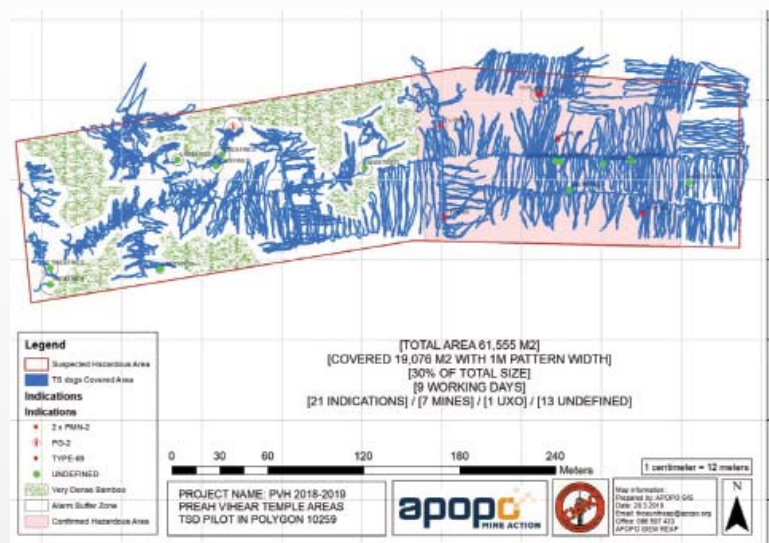 Legend
Suspected Hazardous Area
TS dogs Covered Area
Indications
Indications
2 x PMN-2
PG-2
TYPE-69
UNDEFINED
Very Dense Bamboo
Alarm Buffer Zone
Confirmed Hazardous Area
[TOTAL AREA 61,555 M2]
[COVERED 19,076 M2 WITH 1M PATTERN WIDTH]
[30% OF TOTAL SIZE]
[9 WORKING DAYS]
[21 INDICATIONS] / [7 MINES] / [1 UXO] / [13 UNDEFINED]
0 30 60 120 180 240
Meters
1 centimeter = 12 meters
PROJECT NAME: PVH 2018-2019
PREAH VIHEAR TEMPLE AREAS
TSD PILOT IN POLYGON 10259
apopo
MINE ACTION
Map information:
Prepared by: APOPO GIS
Date: 20.3.2019
N